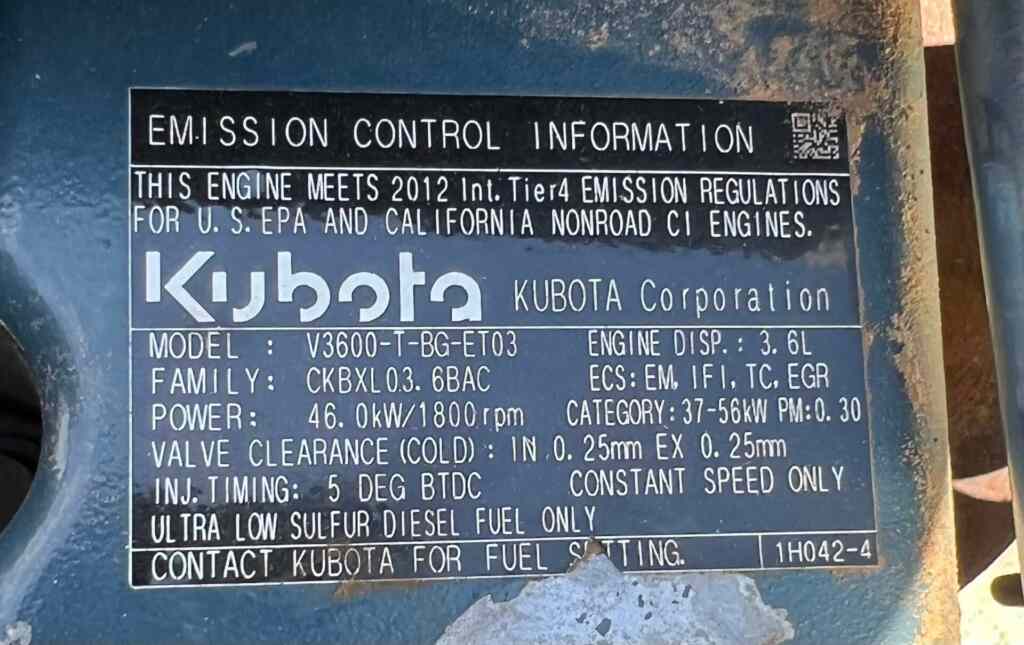 EMISSION CONTROL INFORMATION
THIS ENGINE MEETS 2012 Int. Tier4 EMISSION REGULATIONS
FOR U.S. EPA AND CALIFORNIA NONROAD CI ENGINES.
Kubota KUBOTA Corporation
MODEL : V3600-T-BG-ET03 ENGINE DISP.: 3.6L
FAMILY: CKBXL03.6BAC ECS: EM, IFI, TC, EGR
POWER: 46.0kW/1800rpm CATEGORY: 37-56kW PM:0.30
VALVE CLEARANCE (COLD) : IN 0.25mm EX 0.25mm
INJ. TIMING: 5 DEG BTDC CONSTANT SPEED ONLY
ULTRA LOW SULFUR DIESEL FUEL ONLY
CONTACT KUBOTA FOR FUEL SETTING. 1H042-4